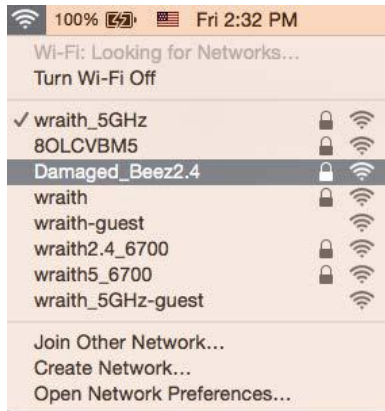 100% Fri 2:32 PM
Wi-Fi: Looking for Networks...
Turn Wi-Fi Off
wraith_5GHz
8OLCVBM5
Damaged_Beez2.4
wraith
wraith-guest
wraith2.4_6700
wraith5_6700
wraith_5GHz-guest
Join Other Network...
Create Network...
Open Network Preferences...